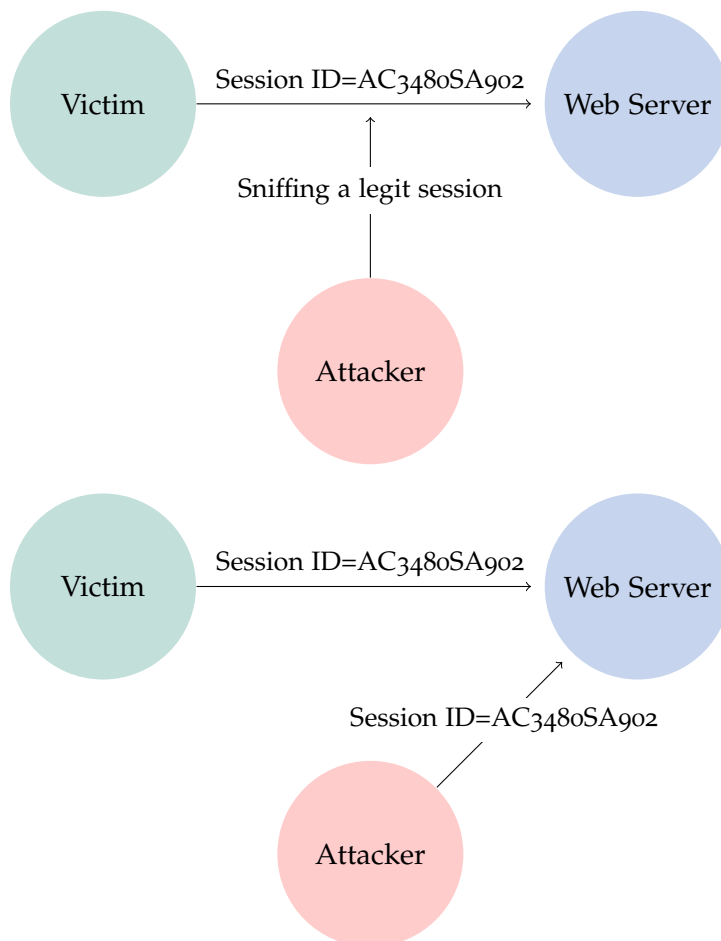 Victim
Session ID=AC3480SA902
Web Server
Sniffing a legit session
Attacker
Victim
Session ID=AC3480SA902
Web Server
Session ID=AC3480SA902
Attacker